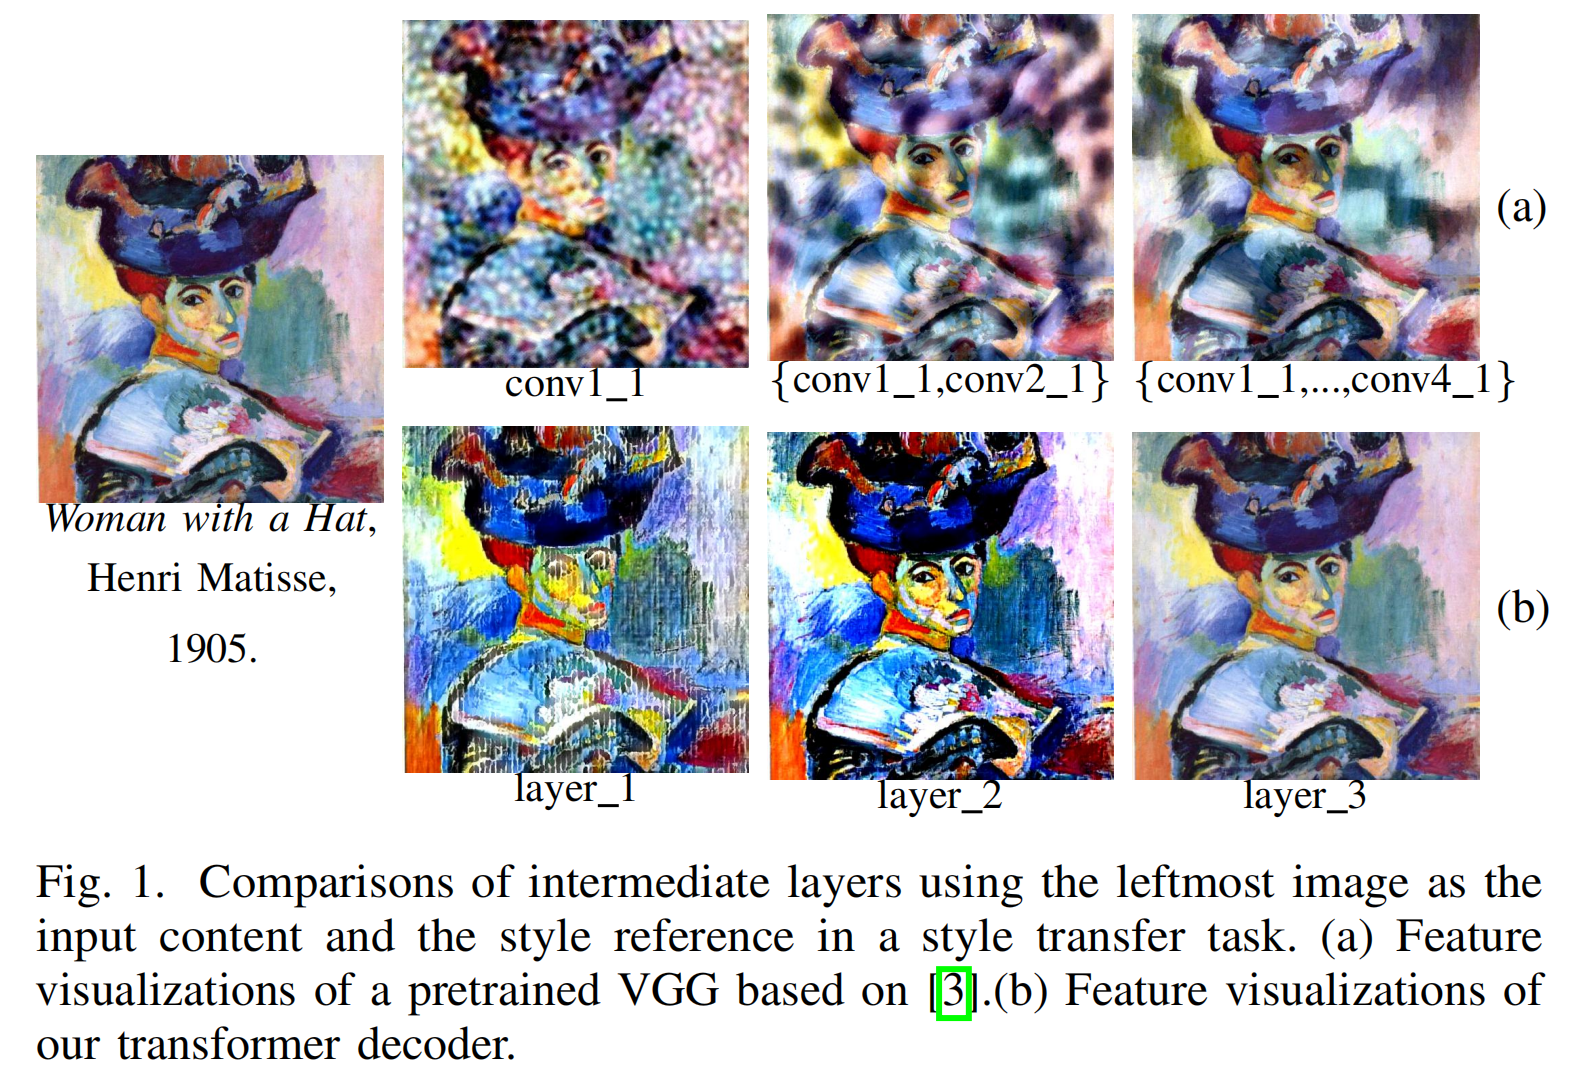 conv1_1
{conv1_1,conv2_1}
{conv1_1,...,conv4_1}
(a)
Woman with a Hat,
Henri Matisse,
1905.
layer_1
layer_2
layer_3
(b)
Fig. 1. Comparisons of intermediate layers using the leftmost image as the
input content and the style reference in a style transfer task. (a) Feature
visualizations of a pretrained VGG based on [3].(b) Feature visualizations of
our transformer decoder.